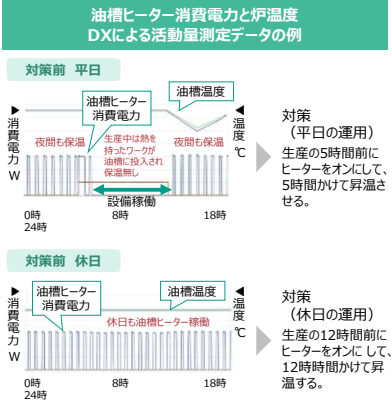 油槽ヒーター消費電力と炉温度
DXによる活動量測定データの例
対策前 平日
油槽ヒーター
消費電力
油槽温度
▶消費電力 W
◀温度 ℃
夜間も保温
生産中は熱を
持ったワークが
油槽に投入され
保温無し
夜間も保温
設備稼働
0時
24時
8時
18時
対策
（平日の運用）
生産の5時間前に
ヒーターをオンにして、
5時間かけて昇温さ
せる。
対策前 休日
油槽ヒーター
消費電力
油槽温度
▶消費電力 W
◀温度 ℃
休日も油槽ヒーター稼働
0時
24時
8時
18時
対策
（休日の運用）
生産の12時間前に
ヒーターをオンに して、
12時時間かけて昇
温する。